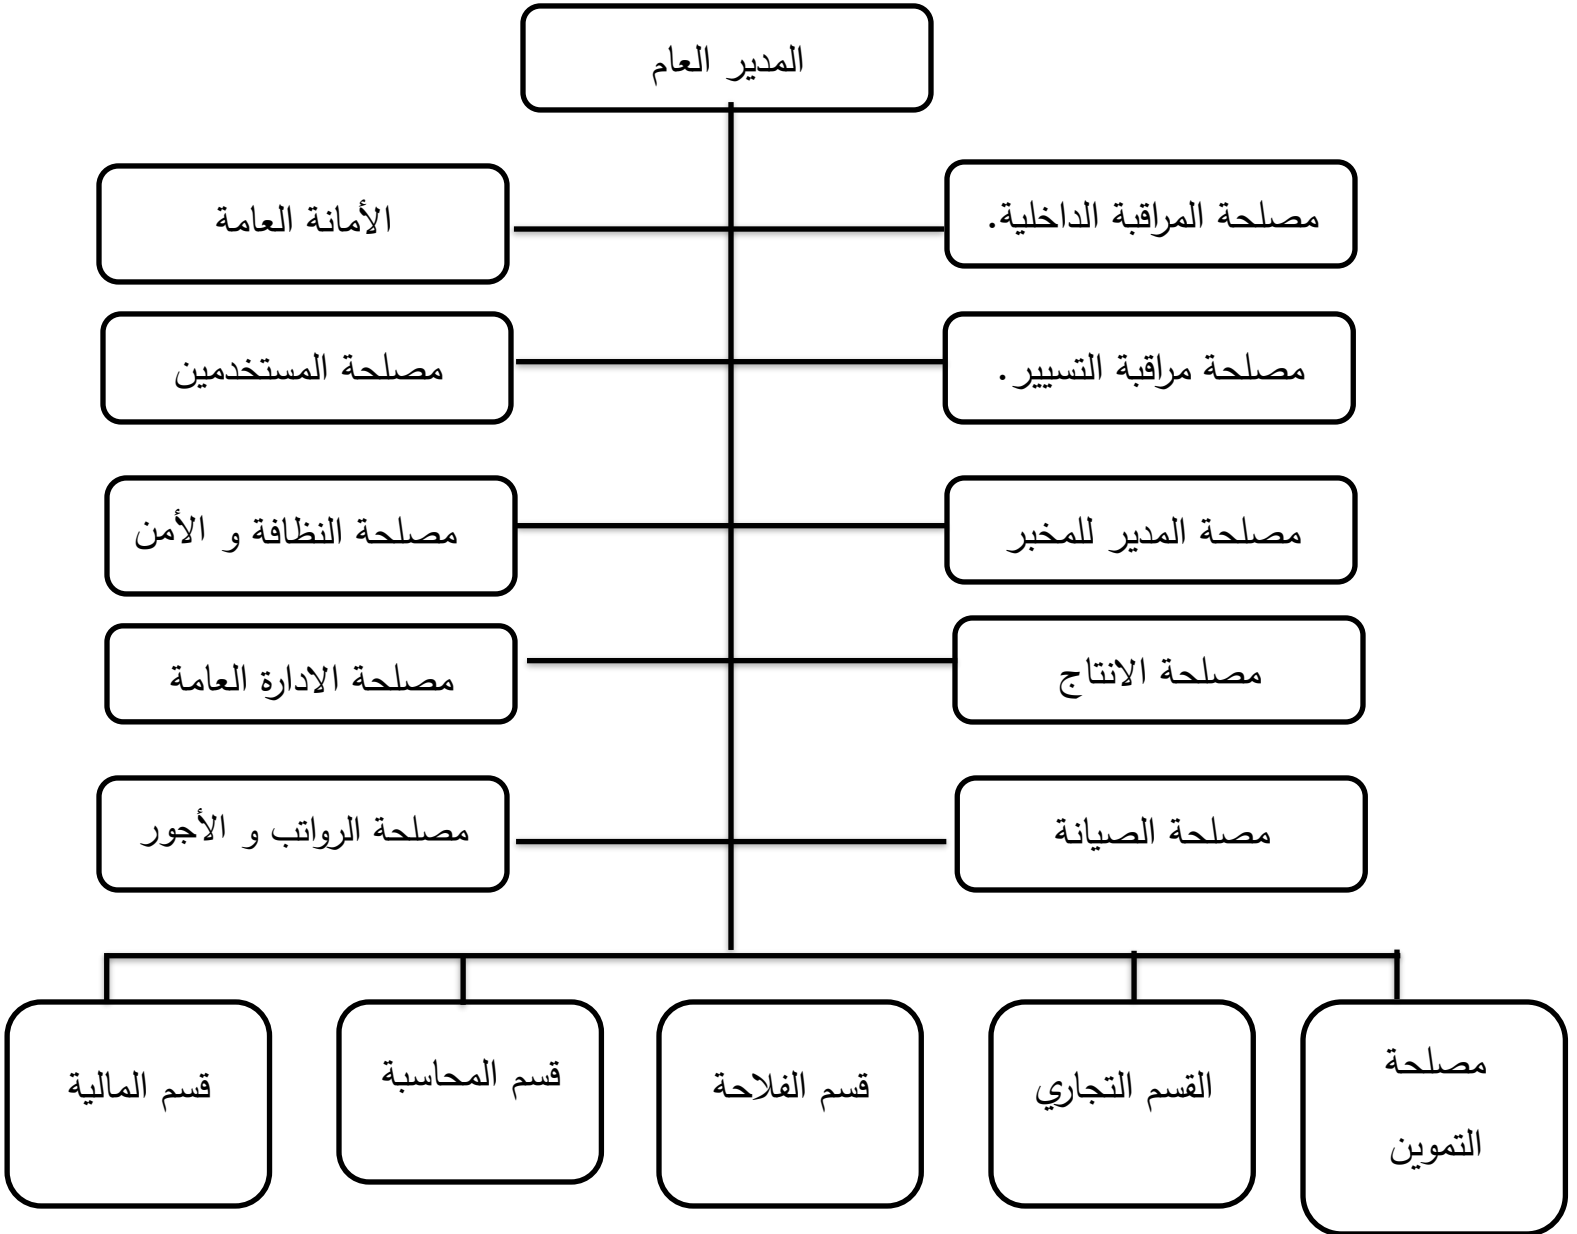 المدير العام
مصلحة المراقبة الداخلية.
الأمانة العامة
مصلحة مراقبة التسيير.
مصلحة المستخدمين
مصلحة المدير للمخبر
مصلحة النظافة و الأمن
مصلحة الانتاج
مصلحة الادارة العامة
مصلحة الصيانة
مصلحة الرواتب و الأجور
مصلحة
التموين
القسم التجاري
قسم الفلاحة
قسم المحاسبة
قسم المالية